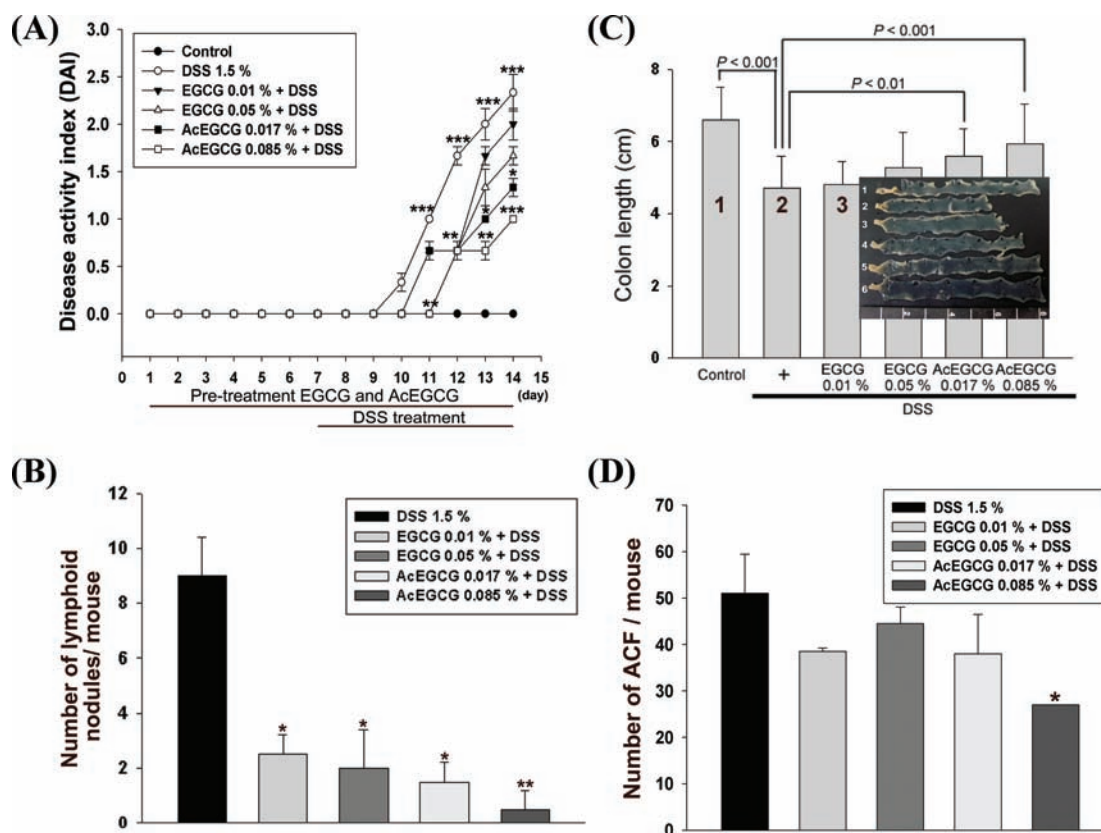 (A)
Disease activity index (DAI)
3.0
2.5
2.0
1.5
1.0
0.5
0.0
Control
DSS 1.5 %
EGCG 0.01 % + DSS
EGCG 0.05 % + DSS
AcEGCG 0.017 % + DSS
AcEGCG 0.085 % + DSS
***
***
***
***
*
**
*
***
**
**
0 1 2 3 4 5 6 7 8 9 10 11 12 13 14 15
Pre-treatment EGCG and AcEGCG (day)
DSS treatment
(C)
Colon length (cm)
8
6
4
2
0
P < 0.001
P < 0.001
P < 0.01
1
2
3
1
2
3
4
5
6
Control
+
EGCG 0.01 %
EGCG 0.05 %
AcEGCG 0.017 %
AcEGCG 0.085 %
DSS
(B)
Number of lymphoid
nodules/ mouse
12
10
8
6
4
2
0
DSS 1.5 %
EGCG 0.01 % + DSS
EGCG 0.05 % + DSS
AcEGCG 0.017 % + DSS
AcEGCG 0.085 % + DSS
*
*
*
**
(D)
Number of ACF / mouse
70
60
50
40
30
20
10
0
DSS 1.5 %
EGCG 0.01 % + DSS
EGCG 0.05 % + DSS
AcEGCG 0.017 % + DSS
AcEGCG 0.085 % + DSS
*